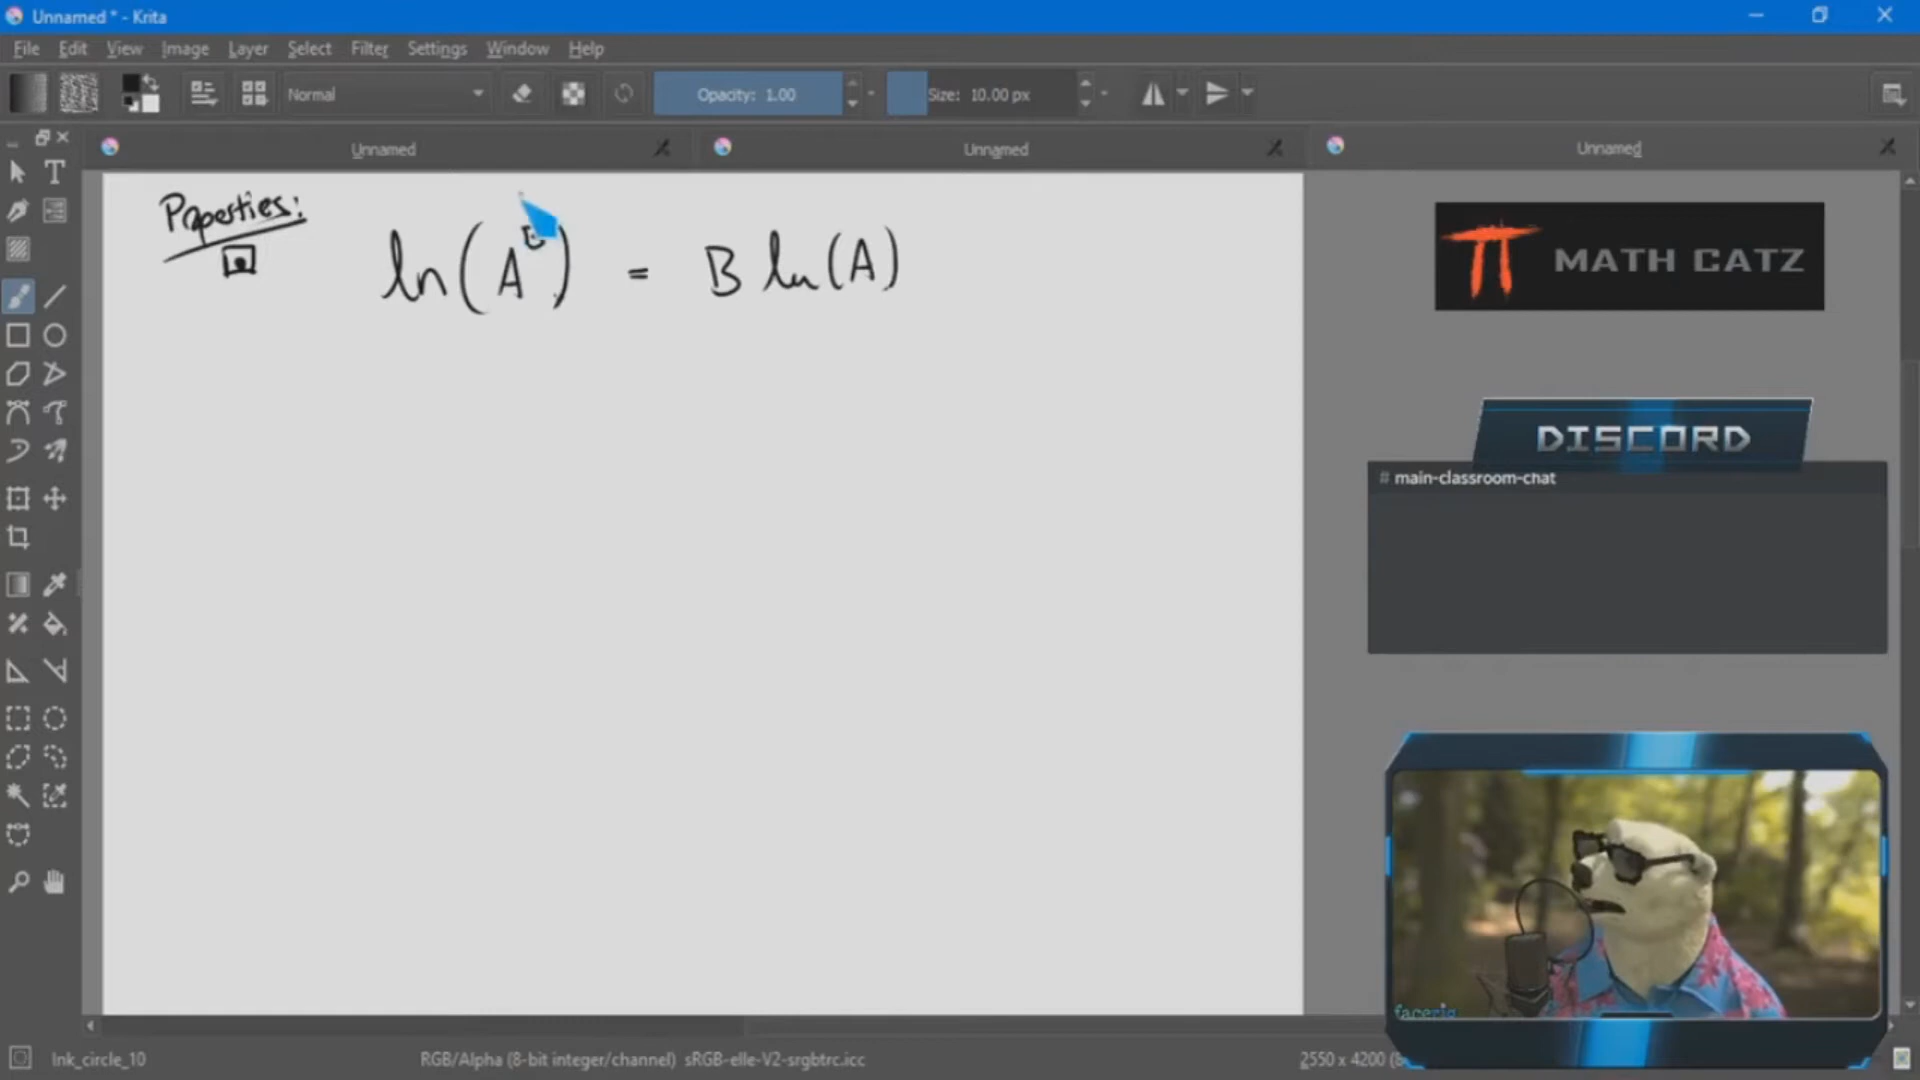 Unnamed * - Krita
File Edit View Image Layer Select Filter Settings Window Help
Normal Opacity: 1.00 Size: 10.00 px
Unnamed Unnamed Unnamed
Properties:
ln(A^B) = B ln(A)
MATH CATZ
DISCORD
# main-classroom-chat
facerig
Ink_circle_10 RGB/Alpha (8-bit integer/channel) sRGB-elle-V2-srgbtrc.icc 2550 x 4200 (8